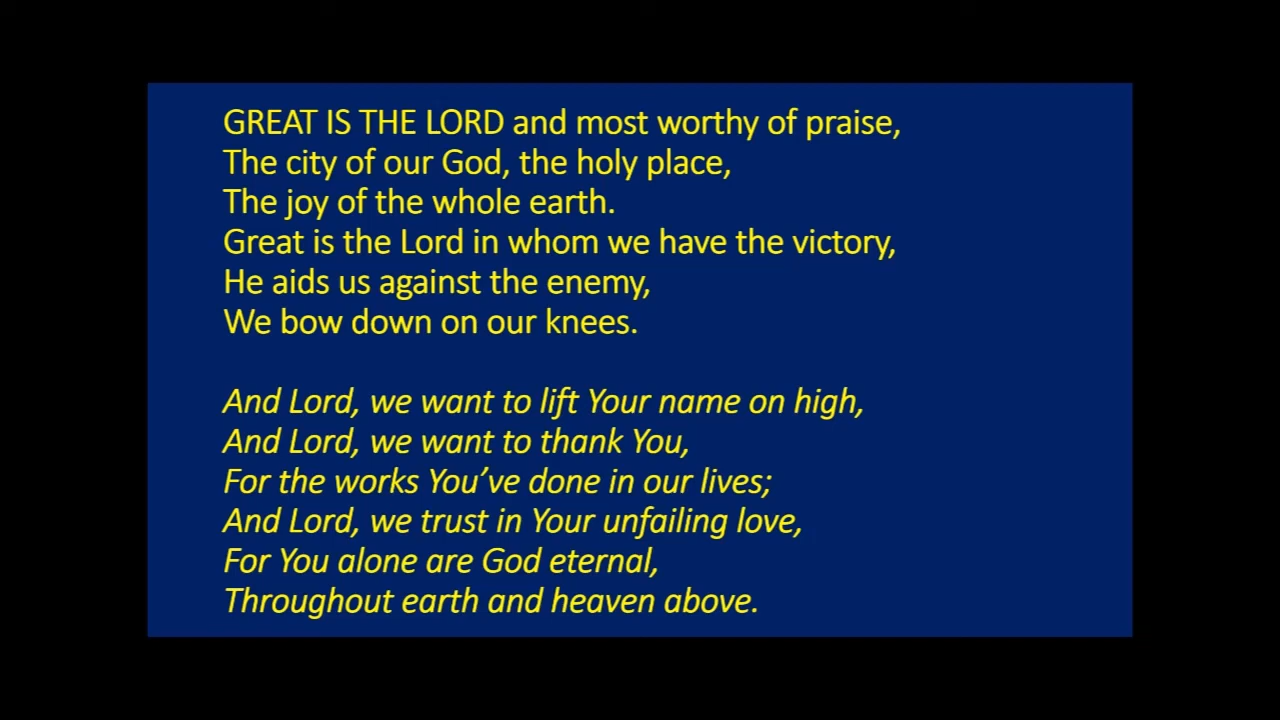 GREAT IS THE LORD and most worthy of praise,
The city of our God, the holy place,
The joy of the whole earth.
Great is the Lord in whom we have the victory,
He aids us against the enemy,
We bow down on our knees.
And Lord, we want to lift Your name on high,
And Lord, we want to thank You,
For the works You’ve done in our lives;
And Lord, we trust in Your unfailing love,
For You alone are God eternal,
Throughout earth and heaven above.